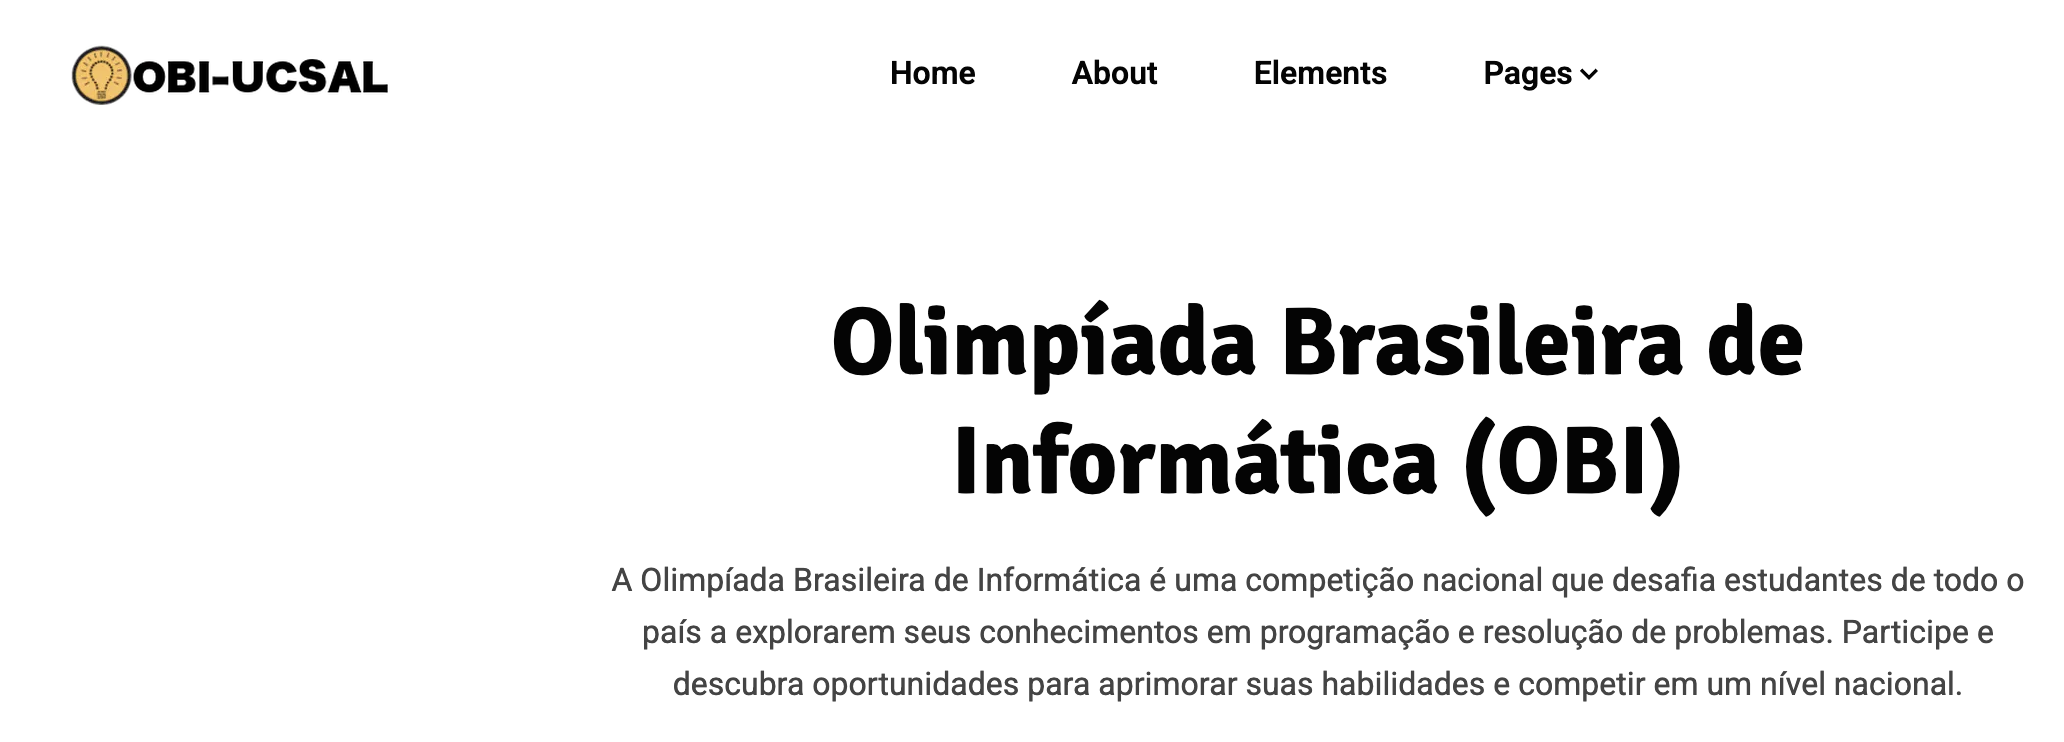 OBI-UCSAL
Home About Elements Pages
Olimpíada Brasileira de
Informática (OBI)
A Olimpíada Brasileira de Informática é uma competição nacional que desafia estudantes de todo o
país a explorarem seus conhecimentos em programação e resolução de problemas. Participe e
descubra oportunidades para aprimorar suas habilidades e competir em um nível nacional.